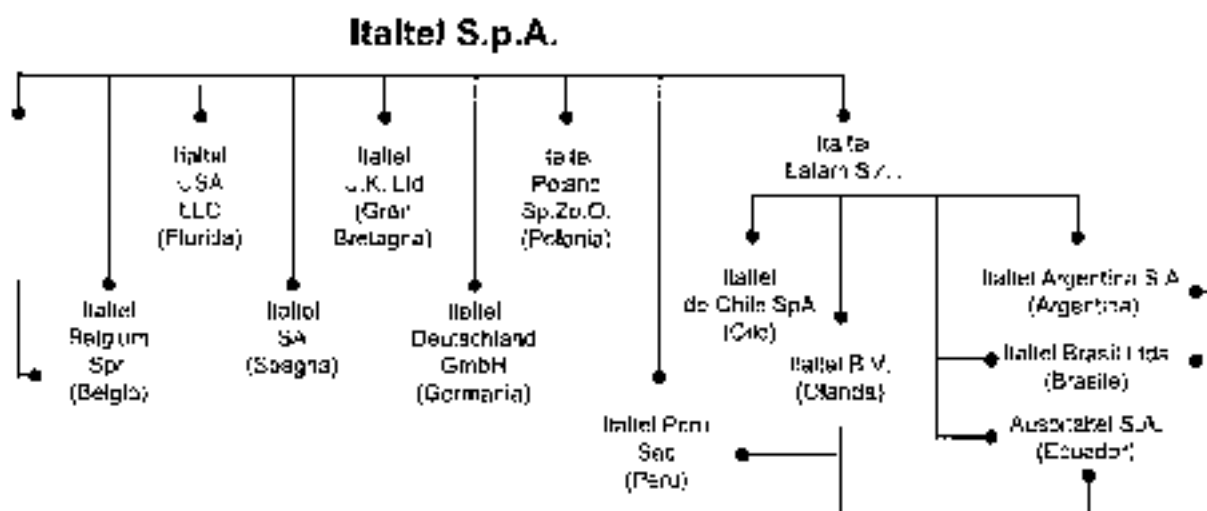 Italtel S.p.A.
Italtel
USA
LLC
(Florida)
Italtel
U.K. Ltd
(Gran
Bretagna)
Italtel
Poland
Sp.Zo.O.
(Polonia)
Italtel
Italtel
Belgium
(Belgio)
Italtel
SA
(Spagna)
Italtel
Deutschland
GmbH
(Germania)
Italtel Peru
Sac
(Peru)
Italtel
de Chile SpA
(Cile)
Italtel B.V.
(Olanda)
Italtel Argentina S.A
(Argentina)
Italtel Brasil Ltda
(Brasile)
S.A.
(Ecuador)